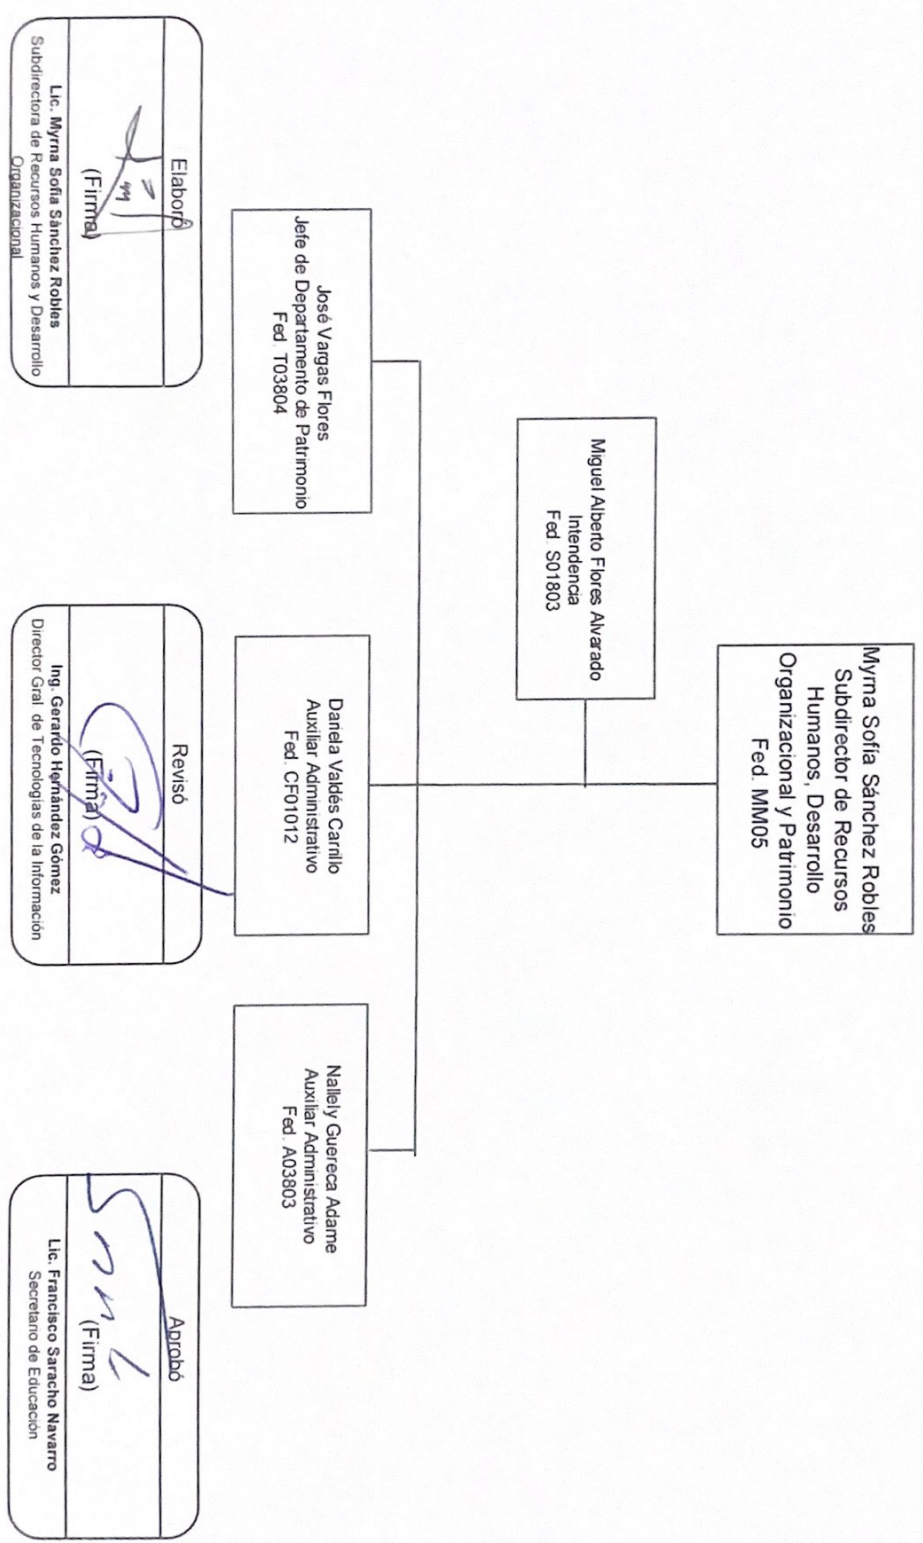 Myrna Sofía Sánchez Robles
Subdirector de Recursos
Humanos, Desarrollo
Organizacional y Patrimonio
Fed. MM05
Miguel Alberto Flores Alvarado
Intendencia
Fed. S01803
José Vargas Flores
Jefe de Departamento de Patrimonio
Fed. T03804
Daniela Valdés Carrillo
Auxiliar Administrativo
Fed. CF01012
Nallely Guereca Adame
Auxiliar Administrativo
Fed. A03803
Elaboró
(Firma)
Lic. Myrna Sofía Sánchez Robles
Subdirectora de Recursos Humanos y Desarrollo
Organizacional
Revisó
(Firma)
Ing. Gerardo Hernández Gómez
Director Gral de Tecnologías de la Información
Aprobó
(Firma)
Lic. Francisco Saracho Navarro
Secretario de Educación